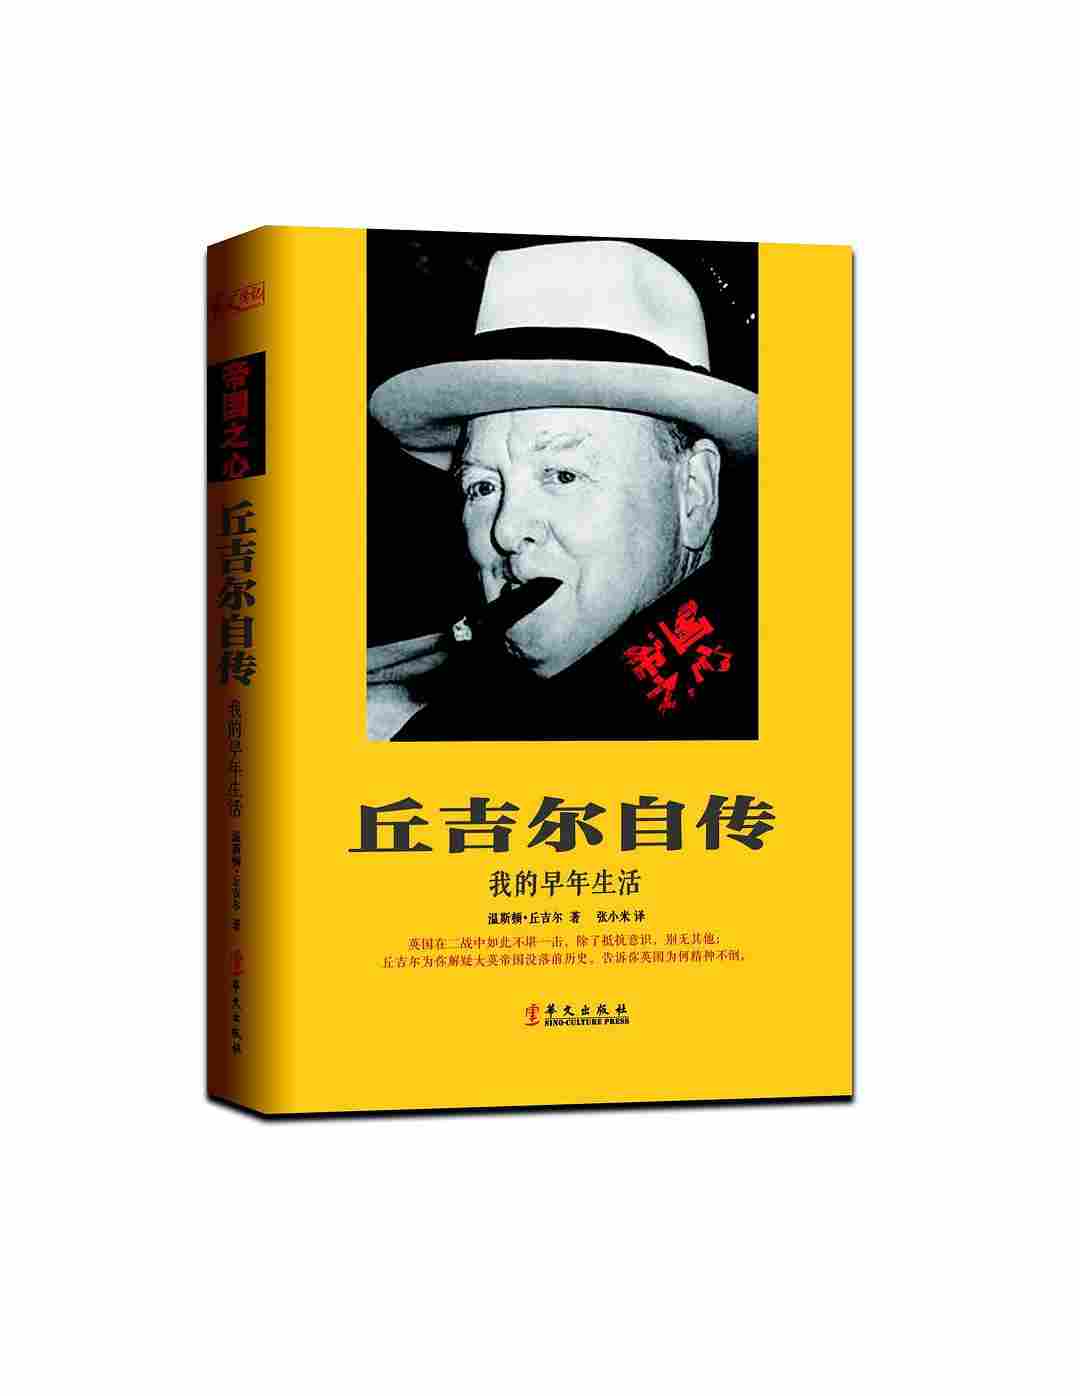 帝国之心
丘吉尔自传
我的早年生活
温斯顿·丘吉尔 著
华文出版社
帝国之心
丘吉尔自传
我的早年生活
温斯顿·丘吉尔 著 张小米 译
英国在二战中如此不堪一击，除了抵抗意识，别无其他；
丘吉尔为你解疑大英帝国没落前历史。告诉你英国为何精神不倒。
華文出版社
SINO-CULTURE PRESS